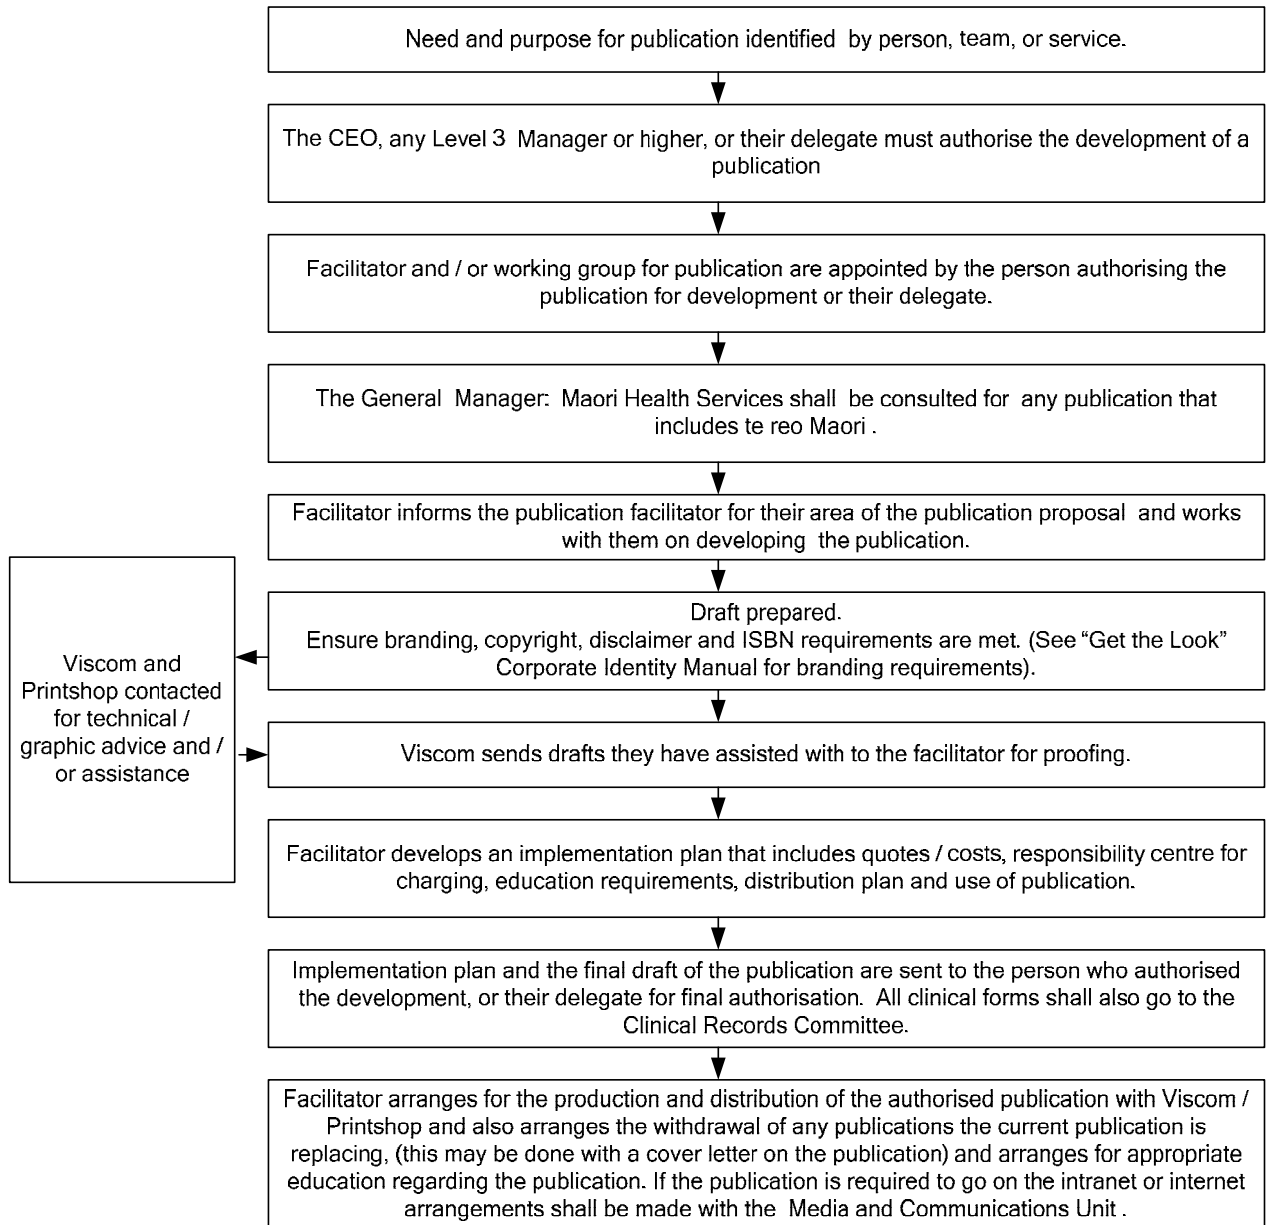 Need and purpose for publication identified by person, team, or service.
The CEO, any Level 3 Manager or higher, or their delegate must authorise the development of a
publication
Facilitator and / or working group for publication are appointed by the person authorising the
publication for development or their delegate.
The General Manager: Maori Health Services shall be consulted for any publication that
includes te reo Maori .
Facilitator informs the publication facilitator for their area of the publication proposal and works
with them on developing the publication.
Draft prepared.
Ensure branding, copyright, disclaimer and ISBN requirements are met. (See “Get the Look”
Corporate Identity Manual for branding requirements).
Viscom and
Printshop contacted
for technical /
graphic advice and /
or assistance
Viscom sends drafts they have assisted with to the facilitator for proofing.
Facilitator develops an implementation plan that includes quotes / costs, responsibility centre for
charging, education requirements, distribution plan and use of publication.
Implementation plan and the final draft of the publication are sent to the person who authorised
the development, or their delegate for final authorisation. All clinical forms shall also go to the
Clinical Records Committee.
Facilitator arranges for the production and distribution of the authorised publication with Viscom /
Printshop and also arranges the withdrawal of any publications the current publication is
replacing, (this may be done with a cover letter on the publication) and arranges for appropriate
education regarding the publication. If the publication is required to go on the intranet or internet
arrangements shall be made with the Media and Communications Unit .